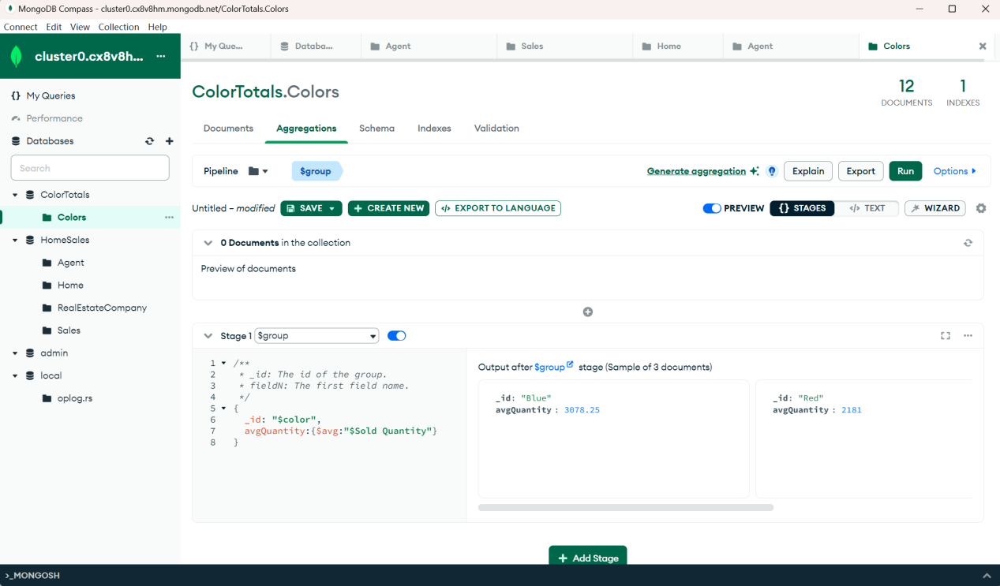 MongoDB Compass - cluster0.cx8v8hm.mongodb.net/ColorTotals.Colors
Connect Edit View Collection Help
cluster0.cx8v8h... ...
{} My Que... Databa... Agent Sales Home Agent Colors
{} My Queries
Performance
Databases
Search
ColorTotals
Colors ...
HomeSales
Agent
Home
RealEstateCompany
Sales
admin
local
oplog.rs
ColorTotals.Colors
12 1
DOCUMENTS INDEXES
Documents Aggregations Schema Indexes Validation
Pipeline $group Generate aggregation Explain Export Run Options
Untitled – modified SAVE + CREATE NEW </> EXPORT TO LANGUAGE PREVIEW {} STAGES </> TEXT WIZARD
0 Documents in the collection
Preview of documents
Stage 1 $group ...
1 /**
2 * _id: The id of the group.
3 * fieldN: The first field name.
4 */
5 {
6 _id: "$color",
7 avgQuantity:{$avg:"$Sold Quantity"}
8 }
Output after $group stage (Sample of 3 documents)
_id: "Blue"
avgQuantity : 3078.25
_id: "Red"
avgQuantity : 2181
+ Add Stage
>_MONGOSH